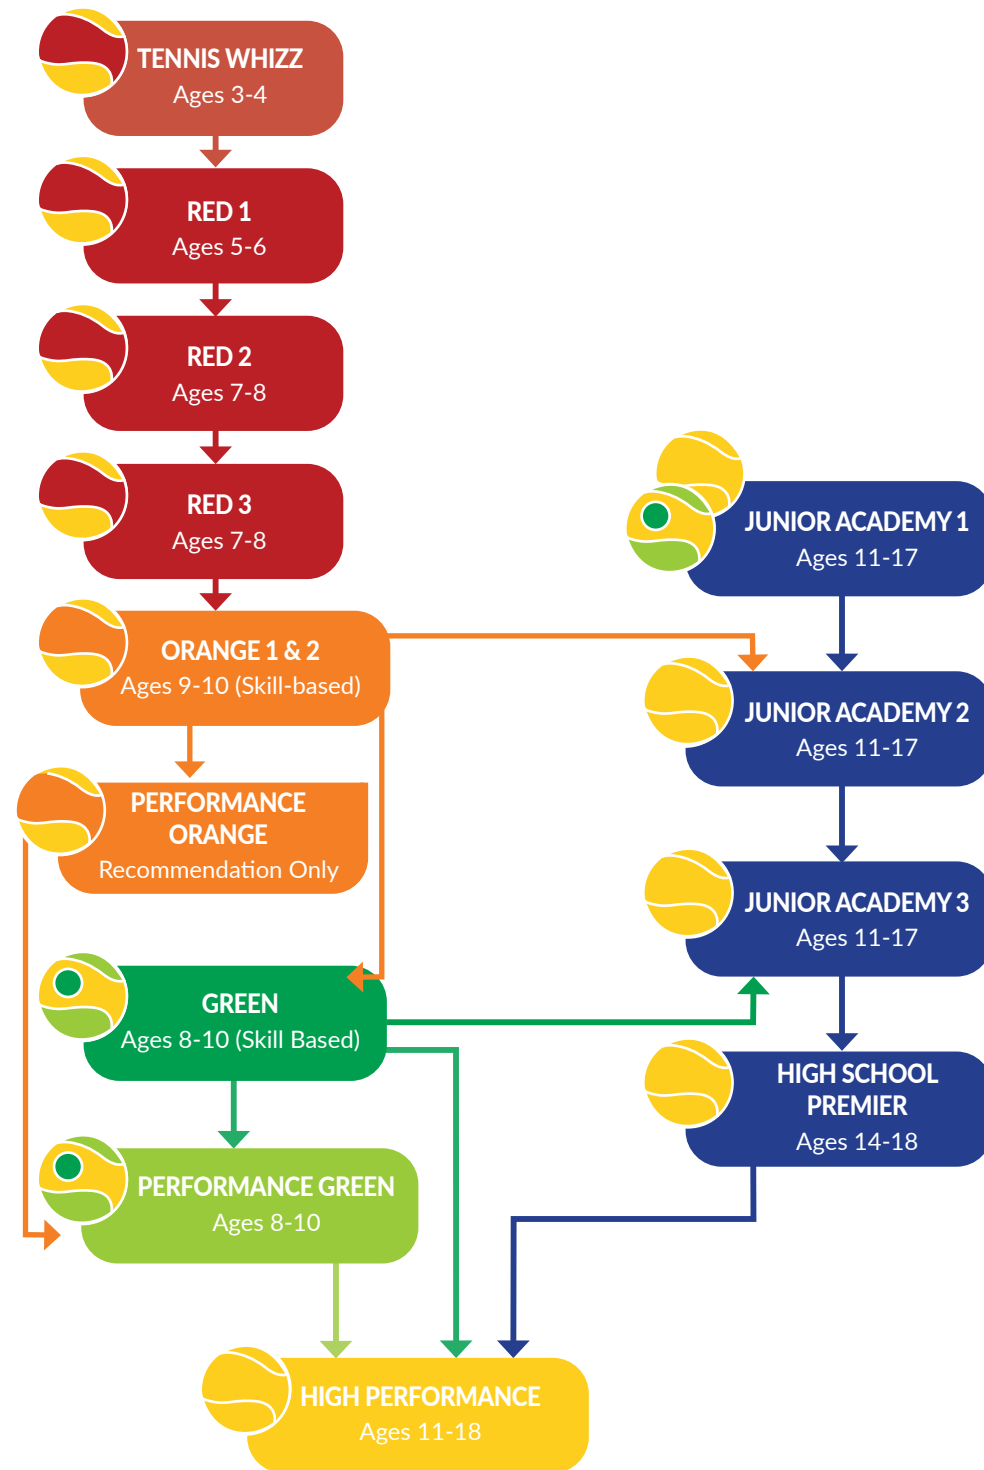 TENNIS WHIZZ
Ages 3-4
RED 1
Ages 5-6
RED 2
Ages 7-8
RED 3
Ages 7-8
ORANGE 1 & 2
Ages 9-10 (Skill-based)
PERFORMANCE
ORANGE
Recommendation Only
GREEN
Ages 8-10 (Skill Based)
PERFORMANCE GREEN
Ages 8-10
JUNIOR ACADEMY 1
Ages 11-17
JUNIOR ACADEMY 2
Ages 11-17
JUNIOR ACADEMY 3
Ages 11-17
HIGH SCHOOL
PREMIER
Ages 14-18
HIGH PERFORMANCE
Ages 11-18